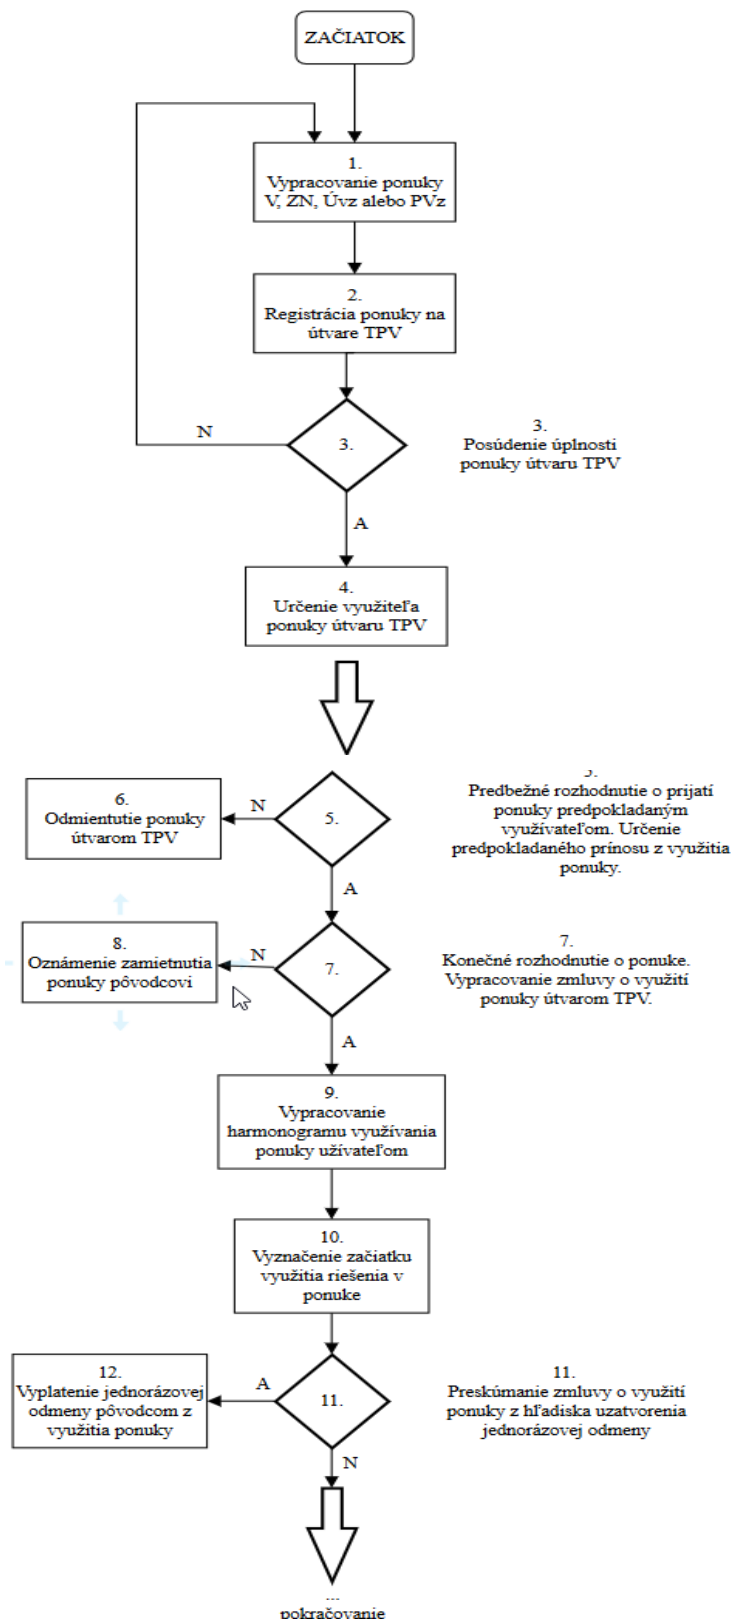 ZAČIATOK
1.
Vypracovanie ponuky
V, ZN, Úvz alebo PVz
2.
Registrácia ponuky na
útvare TPV
N
3.
3.
Posúdenie úplnosti
ponuky útvaru TPV
A
4.
Určenie využiteľa
ponuky útvaru TPV
6.
Odmientutie ponuky
útvarom TPV
N
5.
5.
Predbežné rozhodnutie o prijatí
ponuky predpokladaným
využívateľom. Určenie
predpokladaného prínosu z využitia
ponuky.
A
8.
Oznámenie zamietnutia
ponuky pôvodcovi
N
7.
7.
Konečné rozhodnutie o ponuke.
Vypracovanie zmluvy o využití
ponuky útvarom TPV.
A
9.
Vypracovanie
harmonogramu využívania
ponuky užívateľom
10.
Vyznačenie začiatku
využitia riešenia v
ponuke
12.
Vyplatenie jednorázovej
odmeny pôvodcom z
využitia ponuky
A
11.
11.
Preskúmanie zmluvy o využití
ponuky z hľadiska uzatvorenia
jednorázovej odmeny
N
...
pokračovanie